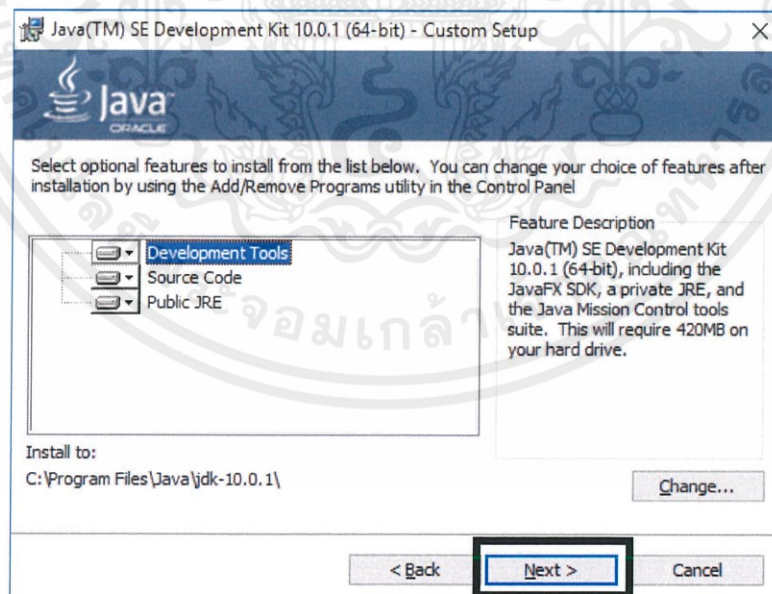 Java(TM) SE Development Kit 10.0.1 (64-bit) - Custom Setup
Java
ORACLE
Select optional features to install from the list below. You can change your choice of features after
installation by using the Add/Remove Programs utility in the Control Panel
Development Tools
Source Code
Public JRE
Feature Description
Java(TM) SE Development Kit
10.0.1 (64-bit), including the
JavaFX SDK, a private JRE, and
the Java Mission Control tools
suite. This will require 420MB on
your hard drive.
Install to:
C:\Program Files\Java\jdk-10.0.1\
Change...
< Back
Next >
Cancel